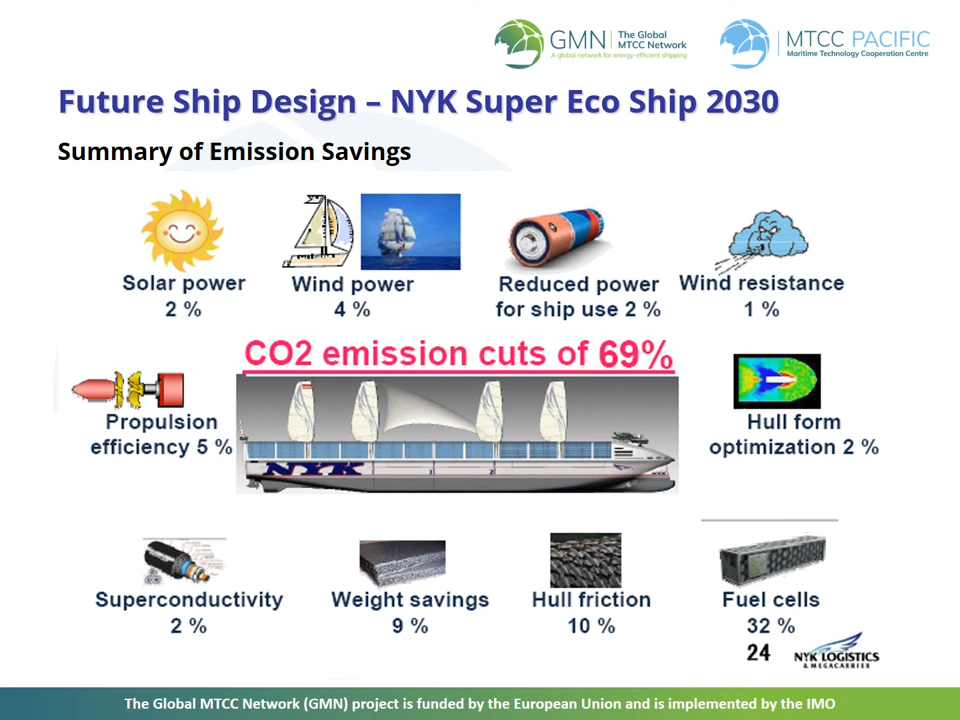 GMN
The Global
MTCC Network
A global network for energy-efficient shipping
MTCC PACIFIC
Maritime Technology Cooperation Centre
Future Ship Design – NYK Super Eco Ship 2030
Summary of Emission Savings
Solar power
2 %
Wind power
4 %
Reduced power
for ship use 2 %
Wind resistance
1 %
CO2 emission cuts of 69%
Propulsion
efficiency 5 %
NYK
Hull form
optimization 2 %
Superconductivity
2 %
Weight savings
9 %
Hull friction
10 %
Fuel cells
32 %
24
NYK LOGISTICS
& MEGACARRIER
The Global MTCC Network (GMN) project is funded by the European Union and is implemented by the IMO